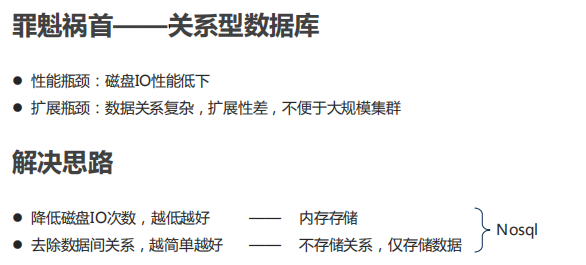 罪魁祸首——关系型数据库
● 性能瓶颈：磁盘IO性能低下
● 扩展瓶颈：数据关系复杂，扩展性差，不便于大规模集群
解决思路
● 降低磁盘IO次数，越低越好 —— 内存存储
● 去除数据间关系，越简单越好 —— 不存储关系，仅存储数据
Nosql